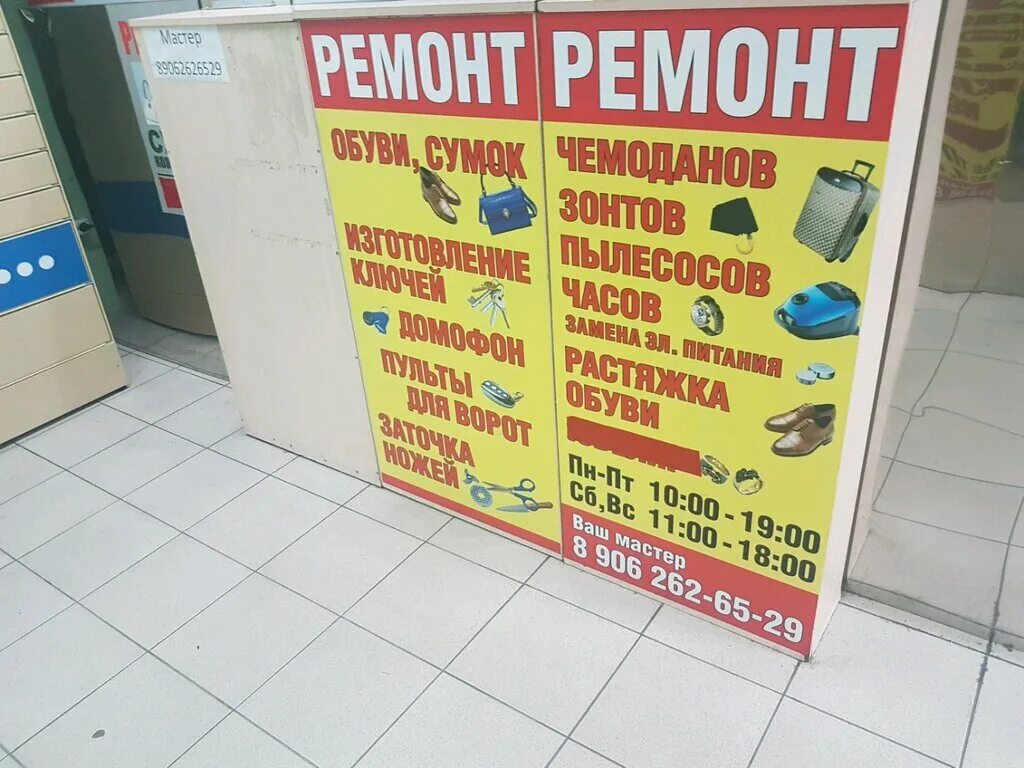 Мастер
89062626529
РЕМОНТ
ОБУВИ, СУМОК
ИЗГОТОВЛЕНИЕ
КЛЮЧЕЙ
ДОМОФОН
ПУЛЬТЫ
ДЛЯ ВОРОТ
ЗАТОЧКА
НОЖЕЙ
РЕМОНТ
ЧЕМОДАНОВ
ЗОНТОВ
ПЫЛЕСОСОВ
ЧАСОВ
ЗАМЕНА ЭЛ. ПИТАНИЯ
РАСТЯЖКА
ОБУВИ
Пн-Пт 10:00 - 19:00
Сб,Вс 11:00 - 18:00
Ваш мастер
8 906 262-65-29